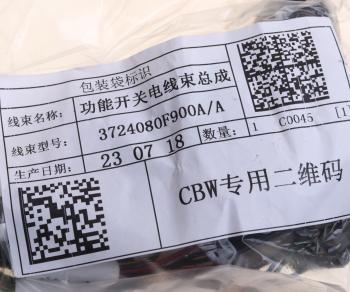 包装袋标识
线束名称: 功能开关电线束总成
线束型号: 3724080F900A/A
生产日期: 23 07 18 数量: 1 C0045 [1]
CBW专用二维码